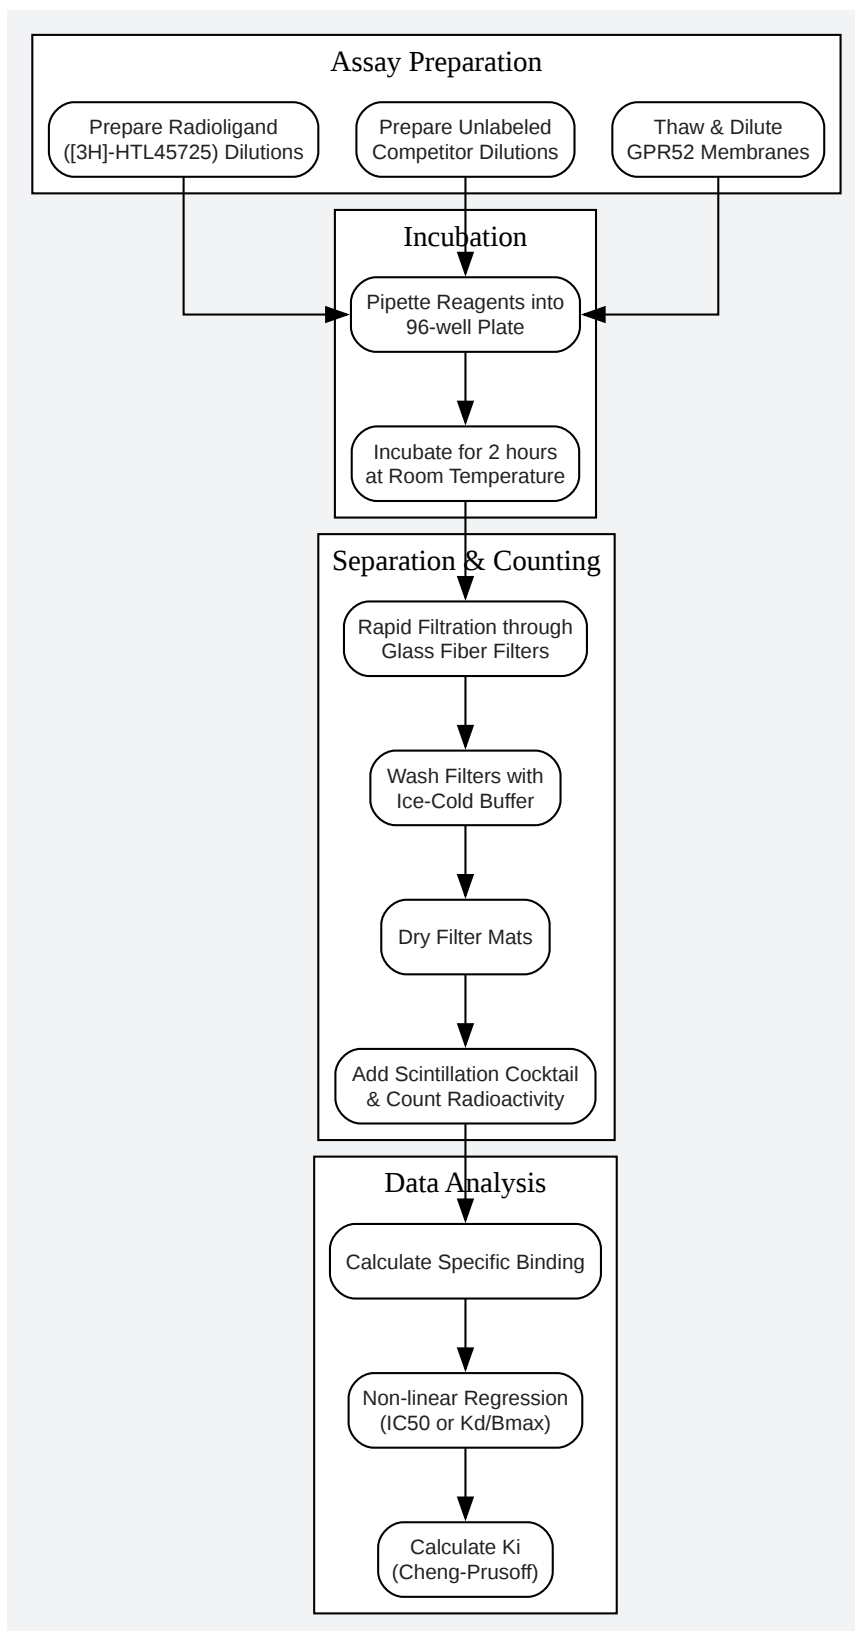 Assay Preparation
Prepare Radioligand
([3H]-HTL45725) Dilutions
Prepare Unlabeled
Competitor Dilutions
Thaw & Dilute
GPR52 Membranes
Incubation
Pipette Reagents into
96-well Plate
Incubate for 2 hours
at Room Temperature
Separation & Counting
Rapid Filtration through
Glass Fiber Filters
Wash Filters with
Ice-Cold Buffer
Dry Filter Mats
Add Scintillation Cocktail
& Count Radioactivity
Data Analysis
Calculate Specific Binding
Non-linear Regression
(IC50 or Kd/Bmax)
Calculate Ki
(Cheng-Prusoff)